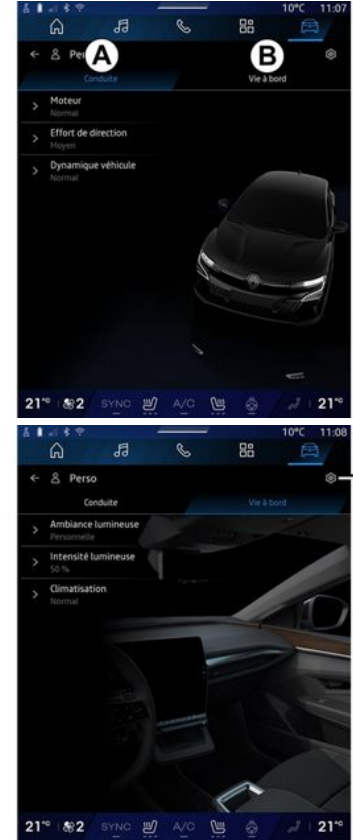 10°C 11:07
← Per A B
Conduite Vie à bord
Moteur
Normal
Effort de direction
Moyen
Dynamique véhicule
Normal
21°° 2 SYNC A/C 21°°
10°C 11:08
Perso
Conduite Vie à bord
Ambiance lumineuse
Personnelle
Intensité lumineuse
50 %
Climatisation
Normal
21°° 2 SYNC A/C 21°°